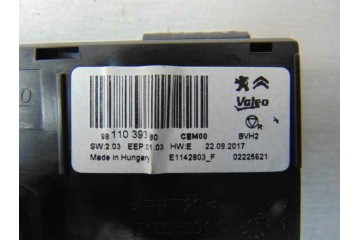 Valeo
98 110 393 80 CEM00 BVH2
SW:2.03 EEP:01.03 HW:E 22.09.2017
Made in Hungary E1142803_F 02225621